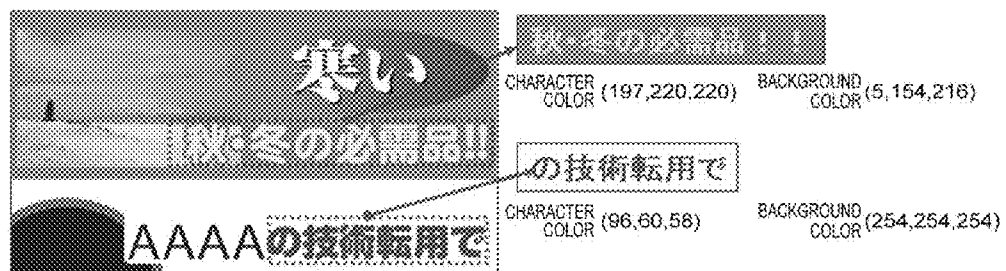 寒い
秋・冬の必需品!!
AAAAの技術転用で
秋・冬の必需品!!
CHARACTER COLOR (197,220,220)
BACKGROUND COLOR (5,154,216)
の技術転用で
CHARACTER COLOR (96,60,58)
BACKGROUND COLOR (254,254,254)